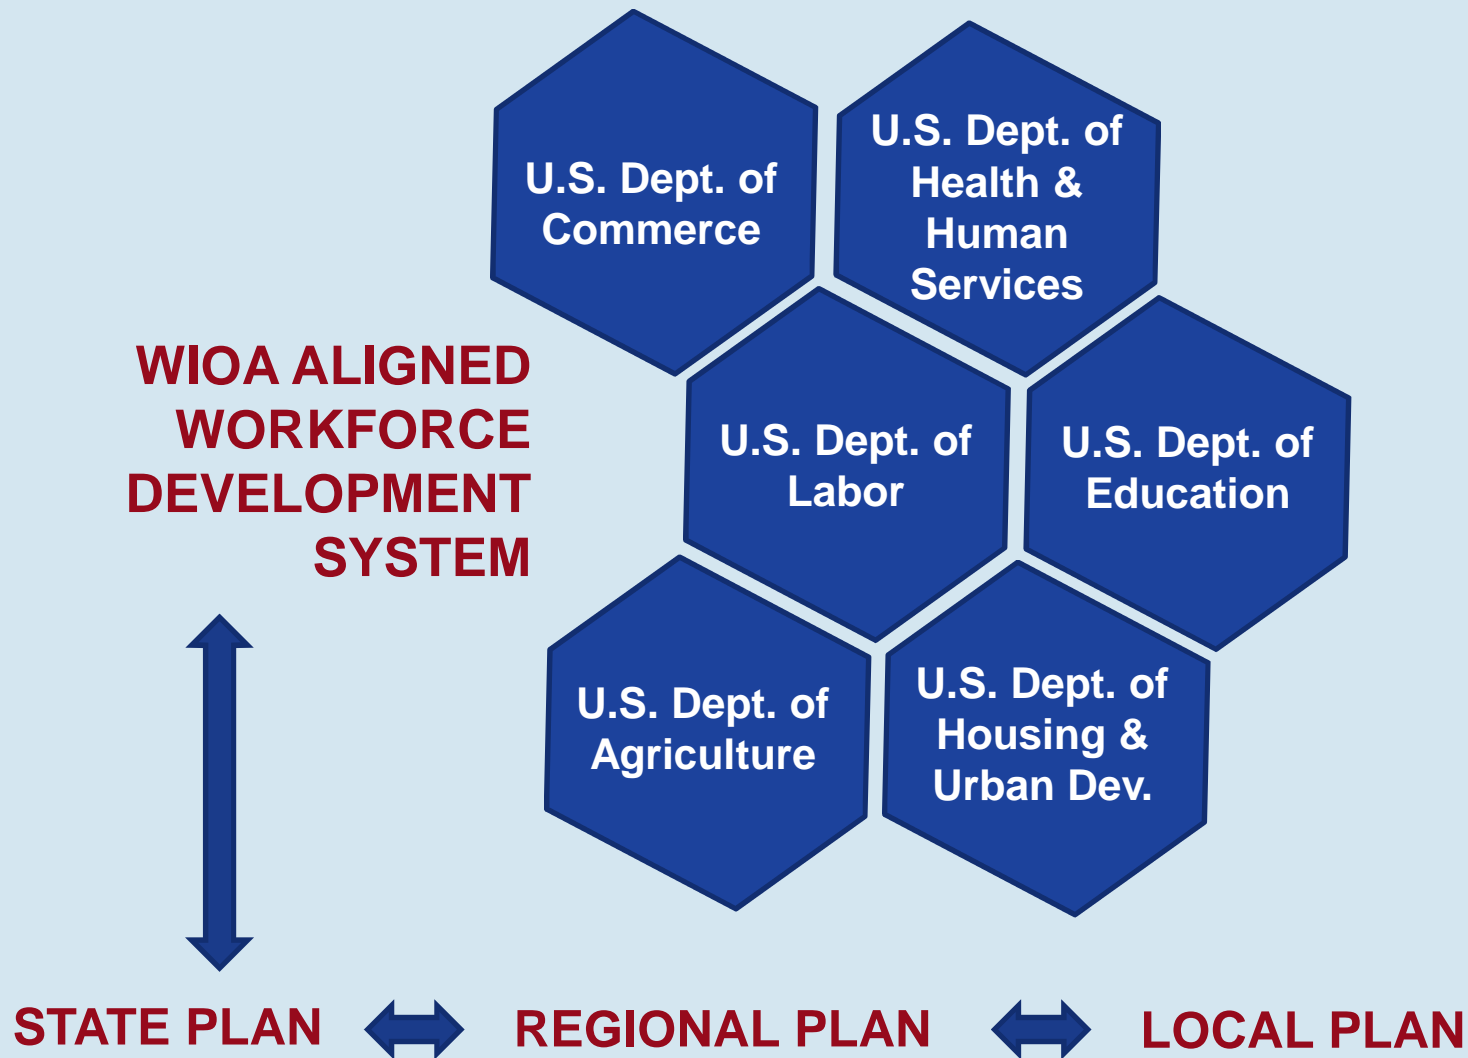 U.S. Dept. of
Commerce
U.S. Dept. of
Health &
Human
Services
WIOA ALIGNED
WORKFORCE
DEVELOPMENT
SYSTEM
U.S. Dept. of
Labor
U.S. Dept. of
Education
U.S. Dept. of
Agriculture
U.S. Dept. of
Housing &
Urban Dev.
STATE PLAN
REGIONAL PLAN
LOCAL PLAN